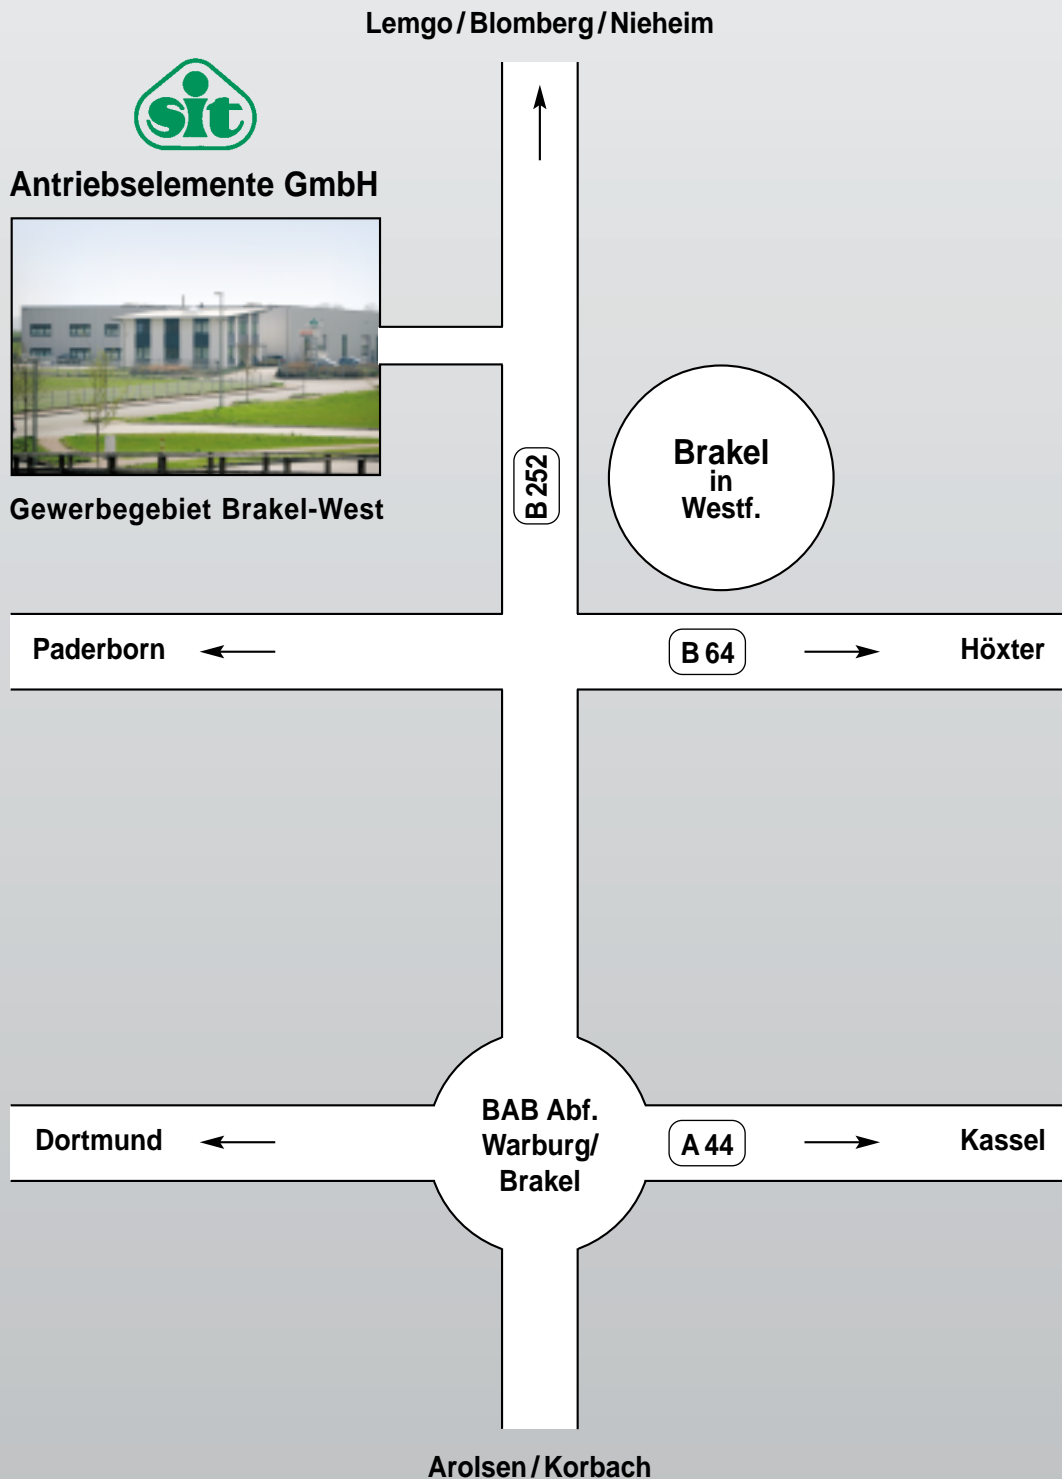 Lemgo / Blomberg / Nieheim
sit
Antriebselemente GmbH
Gewerbegebiet Brakel-West
B 252
Brakel
in
Westf.
Paderborn
B 64
Höxter
BAB Abf.
Warburg/
Brakel
Dortmund
A 44
Kassel
Arolsen / Korbach